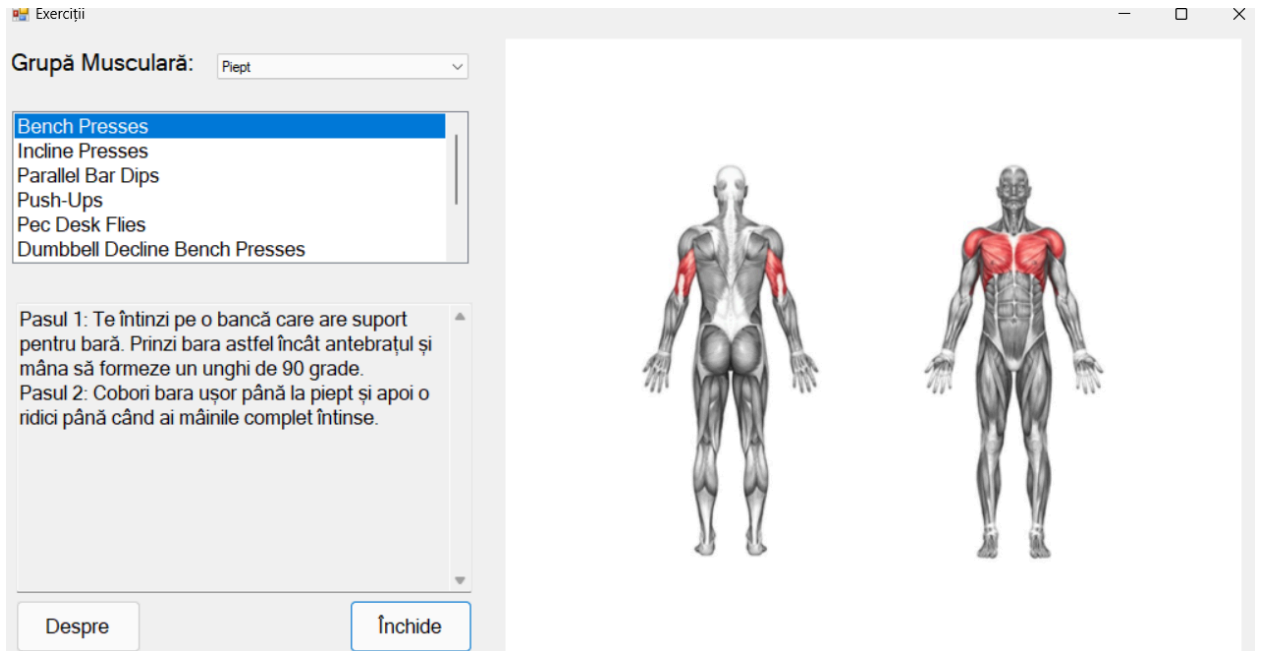 Exerciții
Grupă Musculară:
Piept
Bench Presses
Incline Presses
Parallel Bar Dips
Push-Ups
Pec Desk Flies
Dumbbell Decline Bench Presses
Pasul 1: Te întinzi pe o bancă care are suport
pentru bară. Prinzi bara astfel încât antebrațul și
mâna să formeze un unghi de 90 grade.
Pasul 2: Cobori bara ușor până la piept și apoi o
ridici până când ai mâinile complet întinse.
Despre
Închide